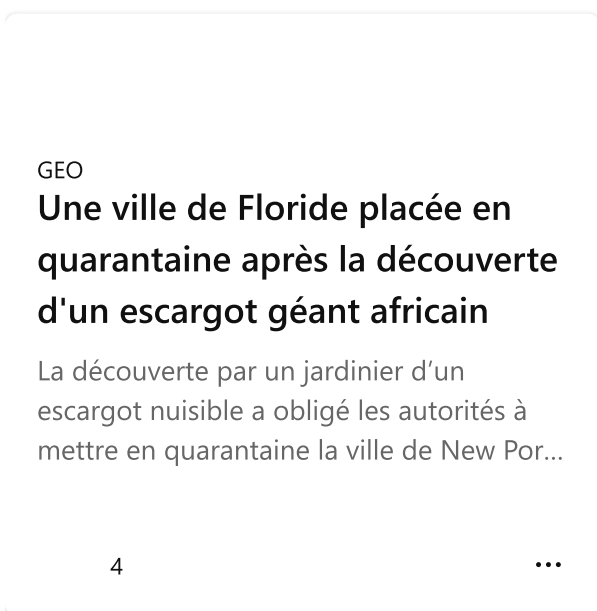 GEO
Une ville de Floride placée en
quarantaine après la découverte
d'un escargot géant africain
La découverte par un jardinier d’un
escargot nuisible a obligé les autorités à
mettre en quarantaine la ville de New Por...
4